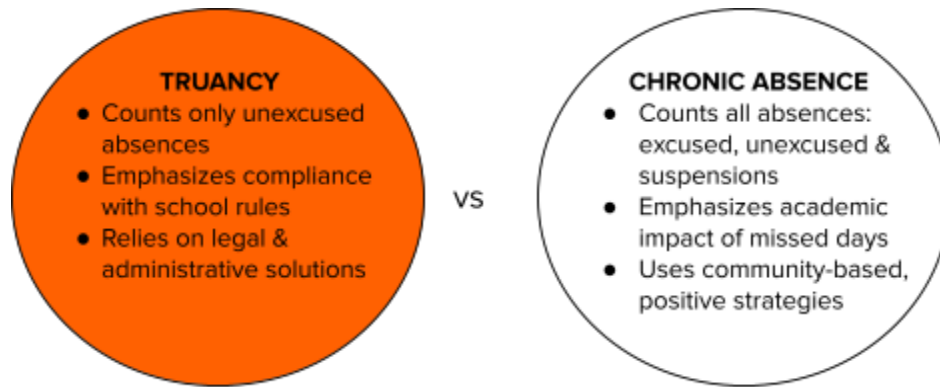 TRUANCY
● Counts only unexcused
absences
● Emphasizes compliance
with school rules
● Relies on legal &
administrative solutions
vs
CHRONIC ABSENCE
● Counts all absences:
excused, unexcused &
suspensions
● Emphasizes academic
impact of missed days
● Uses community-based,
positive strategies